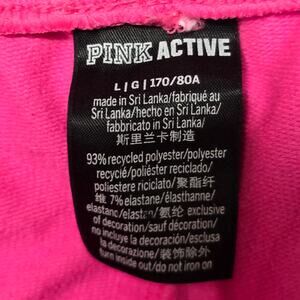 PINK ACTIVE
L | G | 170/80A
made in Sri Lanka/fabriqué au
Sri Lanka/hecho en Sri Lanka/
fabbricato in Sri Lanka/
斯里兰卡制造
93% recycled polyester/polyester
recyclé/poliéster reciclado/
poliestere riciclato/聚酯纤
维 7% elastane/élasthanne/
elastano/elastan/氨纶 exclusive
of decoration/sauf décoration/
no incluye la decoración/esclusa
la decorazione/装饰除外
turn inside out/do not iron on